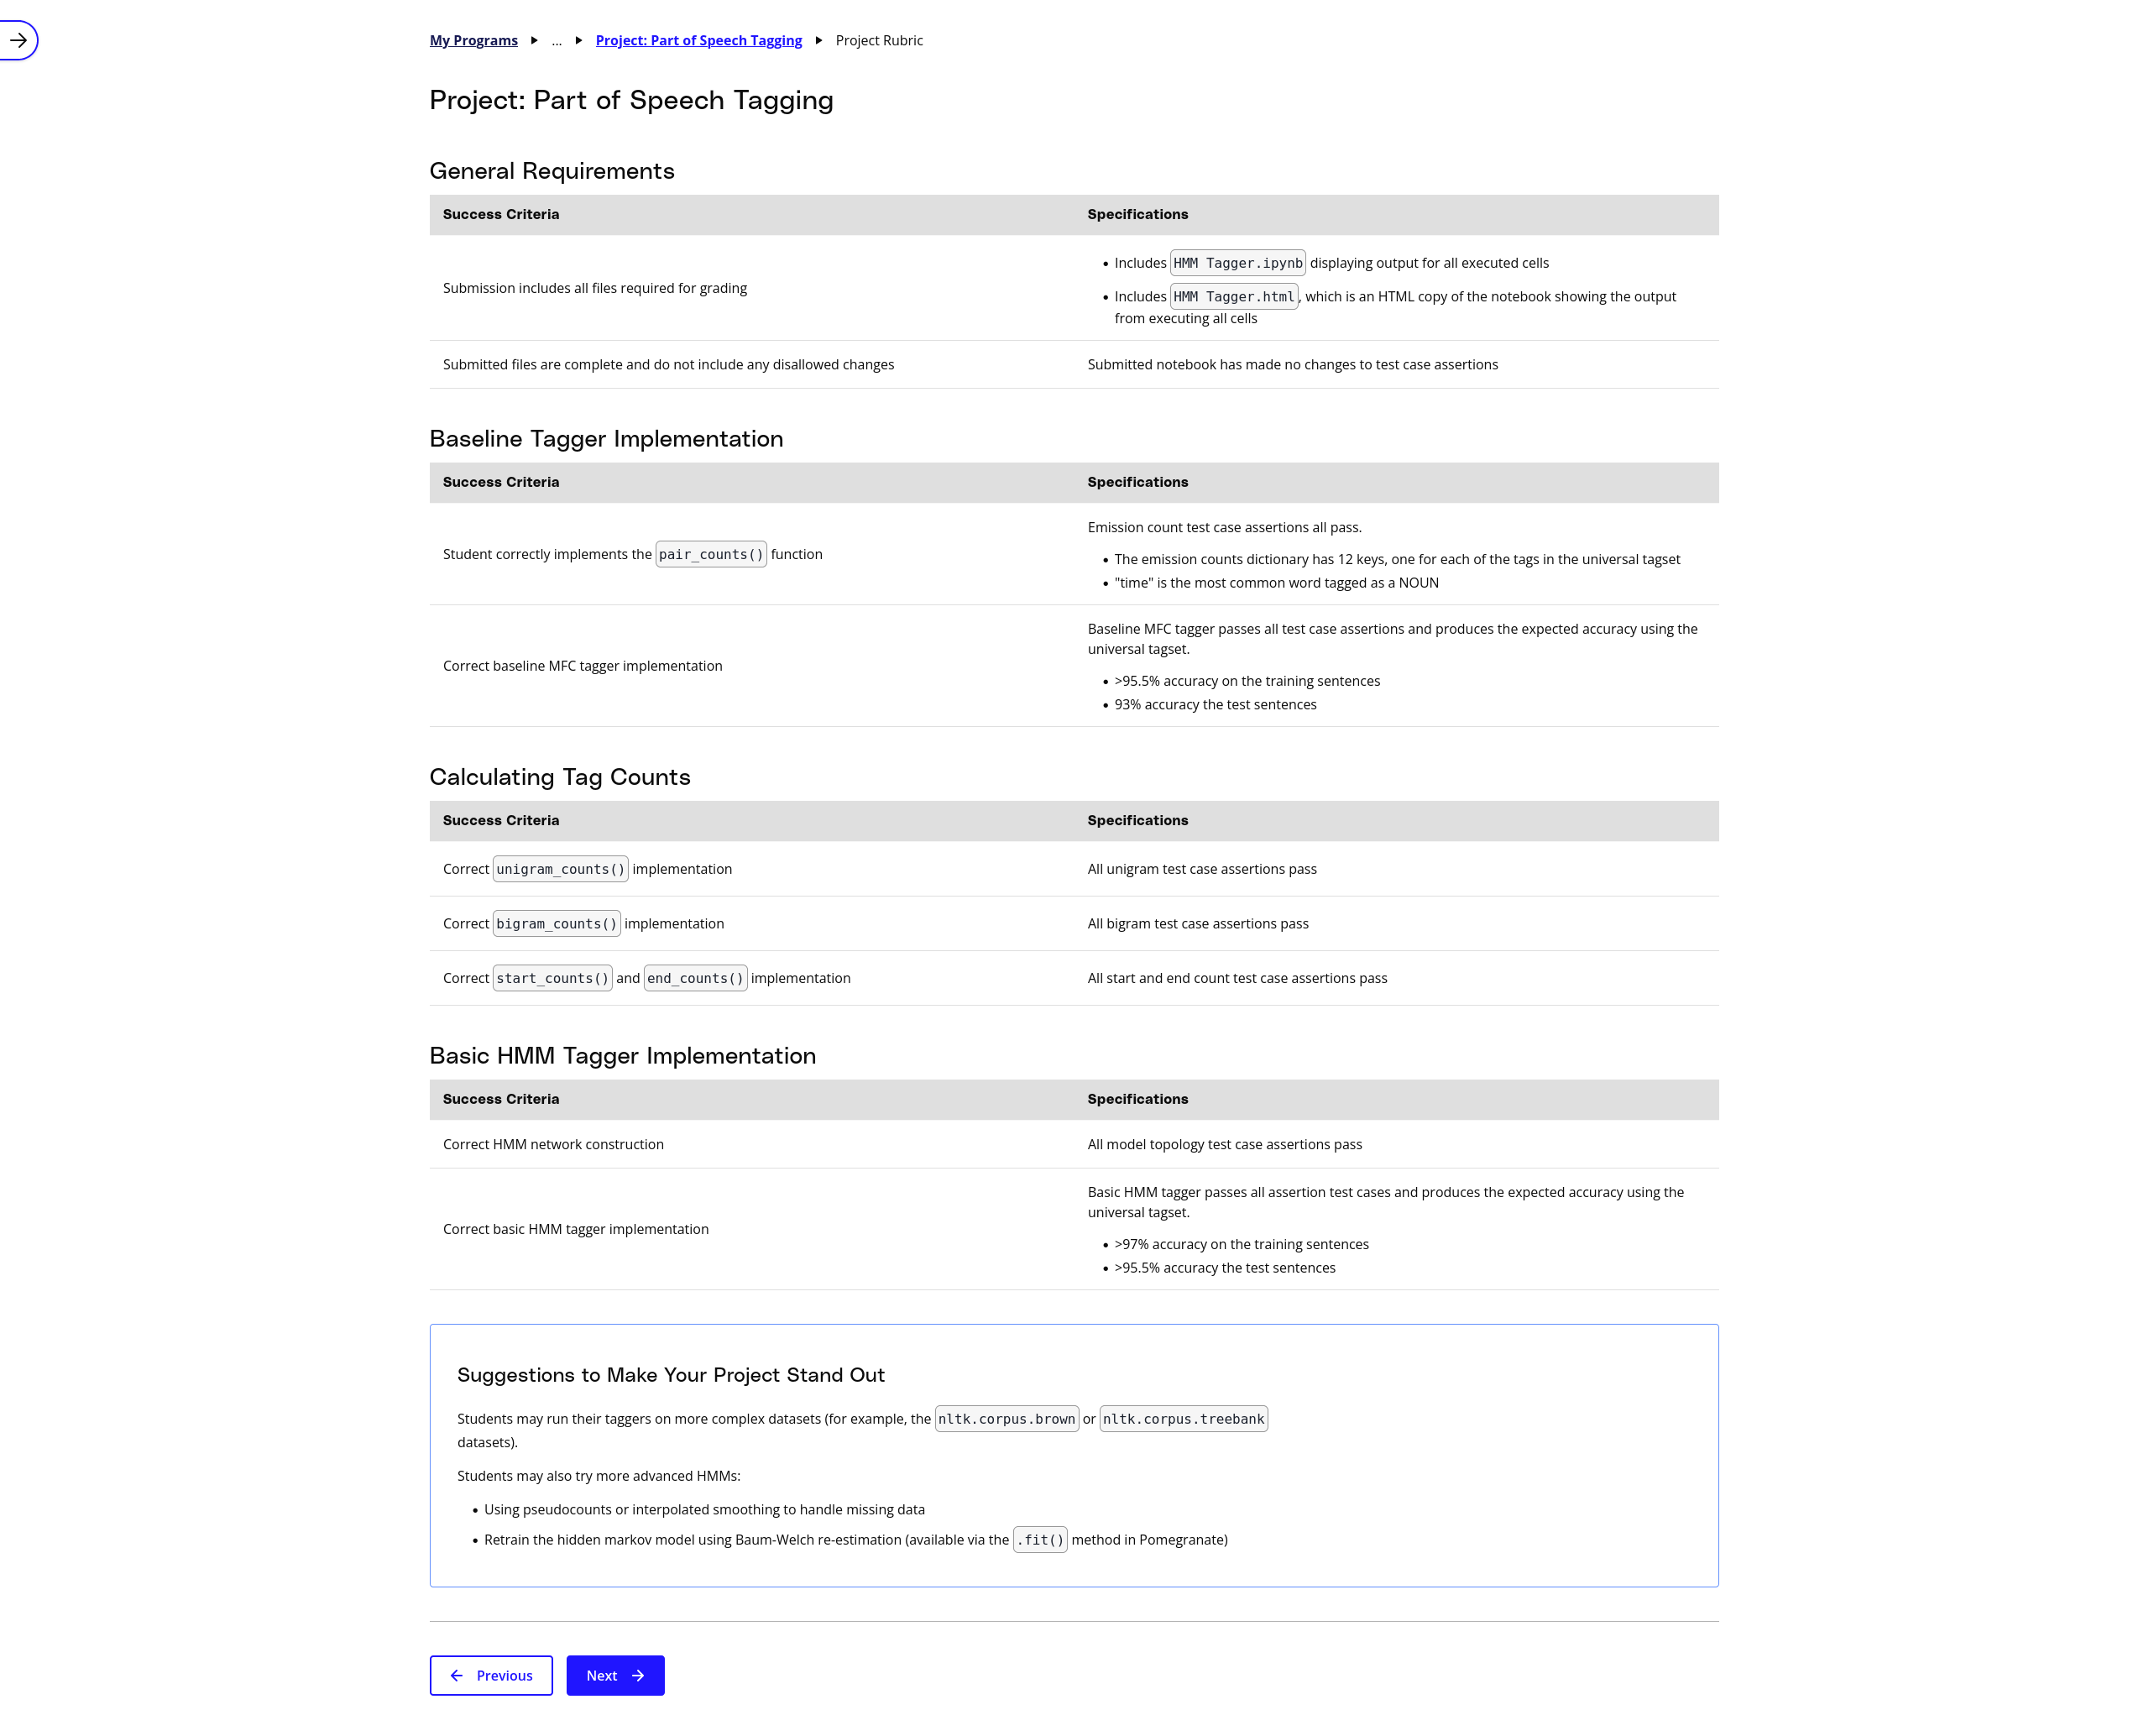 My Programs ▶ ... ▶ Project: Part of Speech Tagging ▶ Project Rubric
Project: Part of Speech Tagging
General Requirements
Success Criteria Specifications
Submission includes all files required for grading
• Includes HMM Tagger.ipynb displaying output for all executed cells
• Includes HMM Tagger.html, which is an HTML copy of the notebook showing the output
from executing all cells
Submitted files are complete and do not include any disallowed changes Submitted notebook has made no changes to test case assertions
Baseline Tagger Implementation
Success Criteria Specifications
Student correctly implements the pair_counts() function
Emission count test case assertions all pass.
• The emission counts dictionary has 12 keys, one for each of the tags in the universal tagset
• "time" is the most common word tagged as a NOUN
Correct baseline MFC tagger implementation
Baseline MFC tagger passes all test case assertions and produces the expected accuracy using the
universal tagset.
• >95.5% accuracy on the training sentences
• 93% accuracy the test sentences
Calculating Tag Counts
Success Criteria Specifications
Correct unigram_counts() implementation All unigram test case assertions pass
Correct bigram_counts() implementation All bigram test case assertions pass
Correct start_counts() and end_counts() implementation All start and end count test case assertions pass
Basic HMM Tagger Implementation
Success Criteria Specifications
Correct HMM network construction All model topology test case assertions pass
Correct basic HMM tagger implementation
Basic HMM tagger passes all assertion test cases and produces the expected accuracy using the
universal tagset.
• >97% accuracy on the training sentences
• >95.5% accuracy the test sentences
Suggestions to Make Your Project Stand Out
Students may run their taggers on more complex datasets (for example, the nltk.corpus.brown or nltk.corpus.treebank
datasets).
Students may also try more advanced HMMs:
• Using pseudocounts or interpolated smoothing to handle missing data
• Retrain the hidden markov model using Baum-Welch re-estimation (available via the .fit() method in Pomegranate)
Previous Next